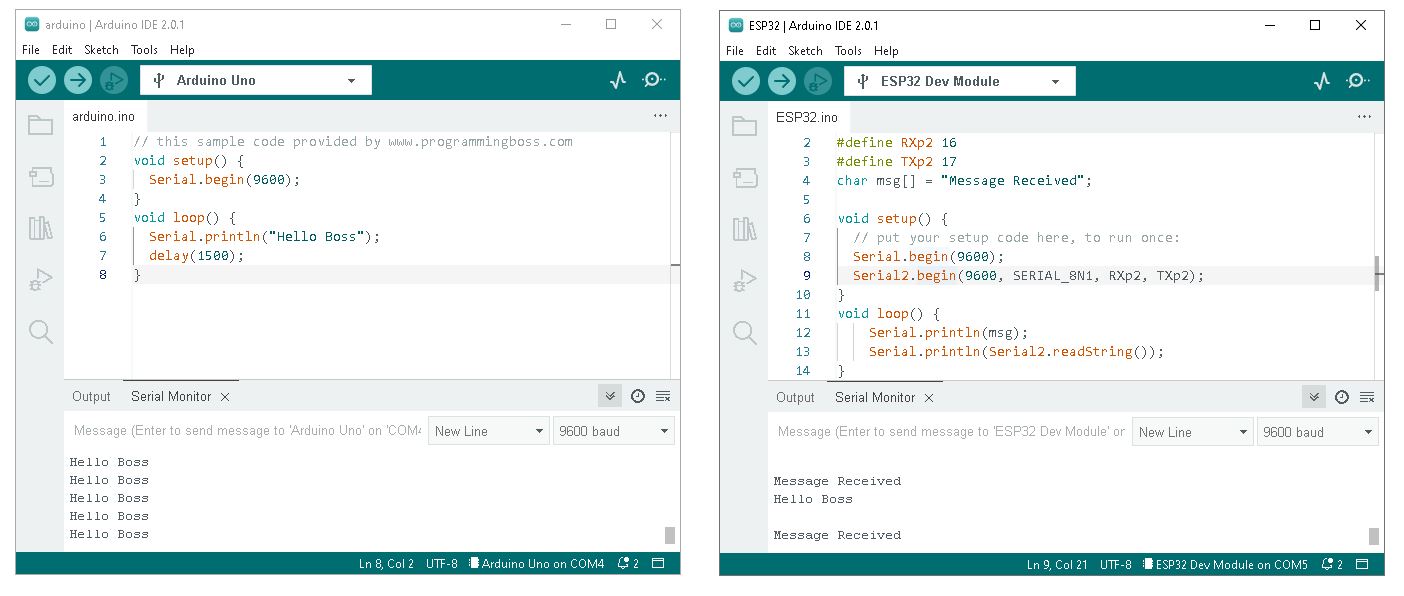 arduino | Arduino IDE 2.0.1
File Edit Sketch Tools Help
Arduino Uno
arduino.ino
1 // this sample code provided by www.programmingboss.com
2 void setup() {
3 Serial.begin(9600);
4 }
5 void loop() {
6 Serial.println("Hello Boss");
7 delay(1500);
8 }
Output Serial Monitor
Message (Enter to send message to 'Arduino Uno' on 'COM4 New Line 9600 baud
Hello Boss
Hello Boss
Hello Boss
Hello Boss
Hello Boss
Ln 8, Col 2 UTF-8 Arduino Uno on COM4 2
ESP32 | Arduino IDE 2.0.1
File Edit Sketch Tools Help
ESP32 Dev Module
ESP32.ino
2 #define RXp2 16
3 #define TXp2 17
4 char msg[] = "Message Received";
5
6 void setup() {
7 // put your setup code here, to run once:
8 Serial.begin(9600);
9 Serial2.begin(9600, SERIAL_8N1, RXp2, TXp2);
10 }
11 void loop() {
12 Serial.println(msg);
13 Serial.println(Serial2.readString());
14 }
Output Serial Monitor
Message (Enter to send message to 'ESP32 Dev Module' on New Line 9600 baud
Message Received
Hello Boss
Message Received
Ln 9, Col 21 UTF-8 ESP32 Dev Module on COM5 2